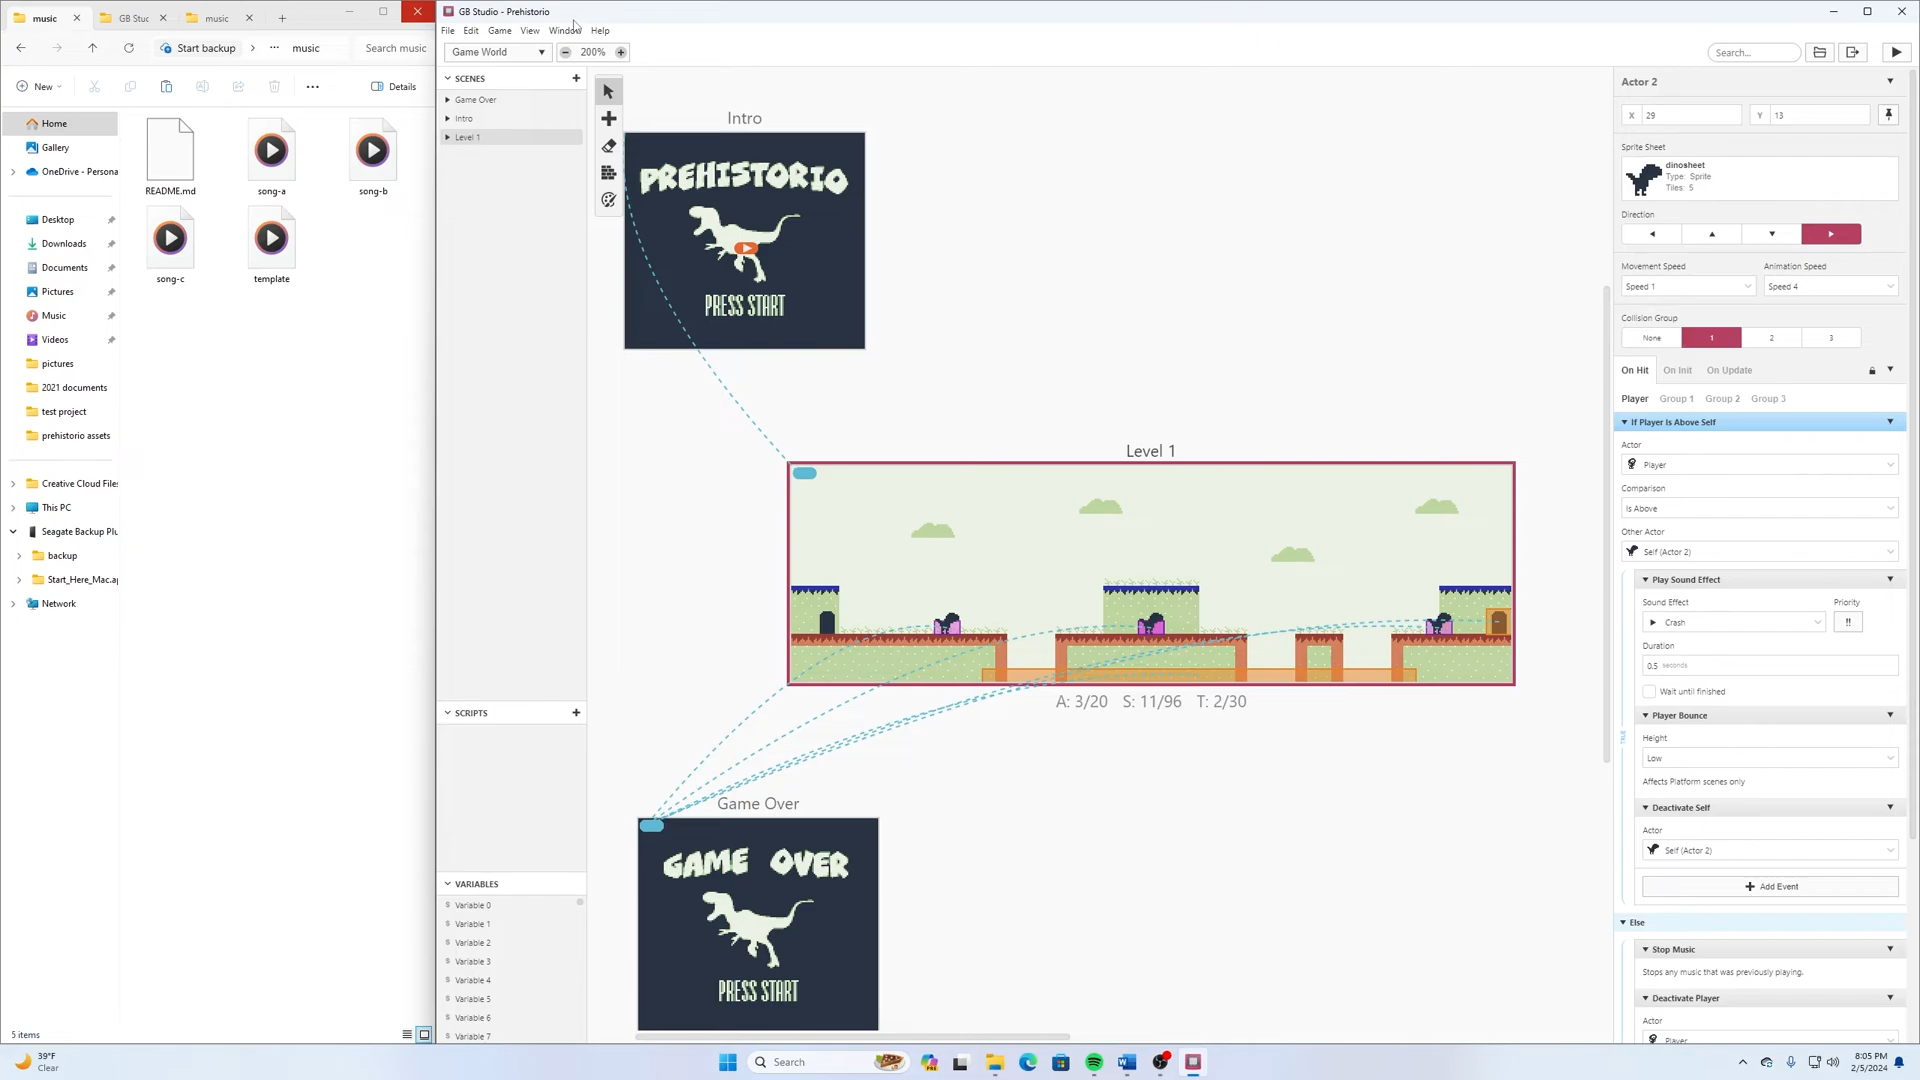 music
GB Stuc
music
Start backup
music
Search music
New
Details
Home
Gallery
OneDrive - Persona
Desktop
Downloads
Documents
Pictures
Music
Videos
pictures
2021 documents
test project
prehistorio assets
Creative Cloud Files
This PC
Seagate Backup Plu
backup
Start_Here_Mac.ap
Network
README.md
song-a
song-b
song-c
template
5 items
GB Studio - Prehistorio
File Edit Game View Window Help
Game World
200%
Search...
SCENES
Game Over
Intro
Level 1
SCRIPTS
VARIABLES
$ Variable 0
$ Variable 1
$ Variable 2
$ Variable 3
$ Variable 4
$ Variable 5
$ Variable 6
$ Variable 7
Intro
PREHISTORIO
PRESS START
Level 1
A: 3/20 S: 11/96 T: 2/30
Game Over
GAME OVER
PRESS START
Actor 2
X 29
Y 13
Sprite Sheet
dinosheet
Type: Sprite
Tiles: 5
Direction
Movement Speed
Animation Speed
Speed 1
Speed 4
Collision Group
None 1 2 3
On Hit On Init On Update
Player Group 1 Group 2 Group 3
If Player Is Above Self
Actor
Player
Comparison
Is Above
Other Actor
Self (Actor 2)
TRUE
Play Sound Effect
Sound Effect
Priority
Crash
!!
Duration
0.5 seconds
Wait until finished
Player Bounce
Height
Low
Affects Platform scenes only
Deactivate Self
Actor
Self (Actor 2)
Add Event
Else
Stop Music
Stops any music that was previously playing.
Deactivate Player
Actor
Player
39°F
Clear
Search
8:05 PM
2/5/2024